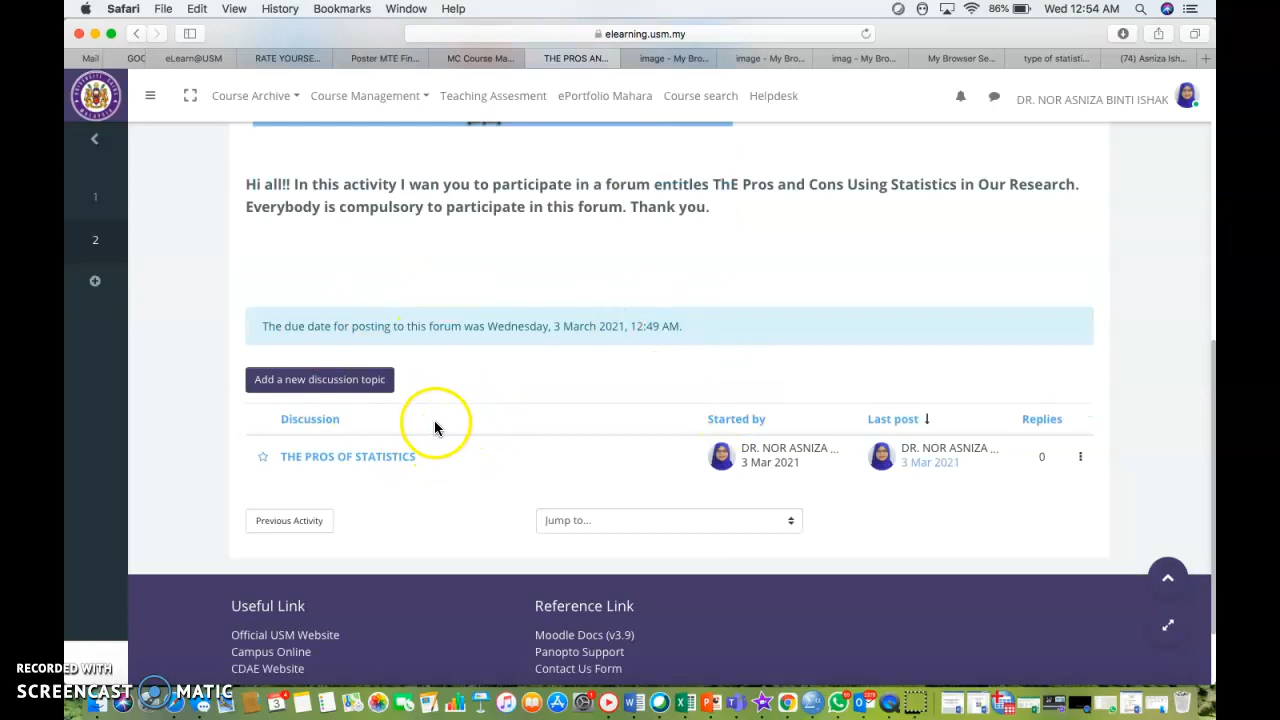 Safari File Edit View History Bookmarks Window Help 86% Wed 12:54 AM
elearning.usm.my
Mail GOO eLearn@USM RATE YOURSE... Poster MTE Fin... MC Course Ma... THE PROS AN... image - My Bro... image - My Bro... imag - My Brow... My Browser Se... type of statisti... (74) Asniza Ish...
Course Archive Course Management Teaching Assesment ePortfolio Mahara Course search Helpdesk DR. NOR ASNIZA BINTI ISHAK
1
2
Hi all!! In this activity I wan you to participate in a forum entitles ThE Pros and Cons Using Statistics in Our Research.
Everybody is compulsory to participate in this forum. Thank you.
The due date for posting to this forum was Wednesday, 3 March 2021, 12:49 AM.
Add a new discussion topic
Discussion Started by Last post Replies
THE PROS OF STATISTICS DR. NOR ASNIZA ... DR. NOR ASNIZA ... 0
3 Mar 2021 3 Mar 2021
Previous Activity Jump to...
Useful Link Reference Link
Official USM Website Moodle Docs (v3.9)
Campus Online Panopto Support
CDAE Website Contact Us Form
RECORDED WITH
SCREENCAST MATIC